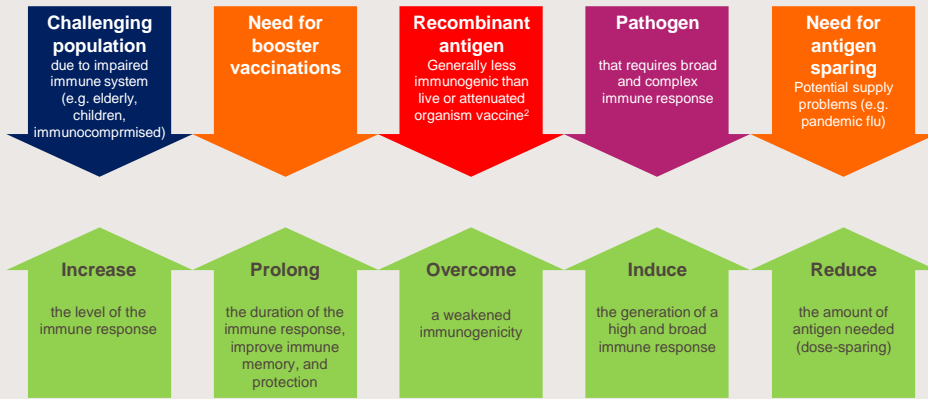 Challenging
population
due to impaired
immune system
(e.g. elderly,
children,
immunocomprmised)
Need for
booster
vaccinations
Recombinant
antigen
Generally less
immunogenic than
live or attenuated
organism vaccine²
Pathogen
that requires broad
and complex
immune response
Need for
antigen
sparing
Potential supply
problems (e.g.
pandemic flu)
Increase
the level of the
immune response
Prolong
the duration of the
immune response,
improve immune
memory, and
protection
Overcome
a weakened
immunogenicity
Induce
the generation of a
high and broad
immune response
Reduce
the amount of
antigen needed
(dose-sparing)